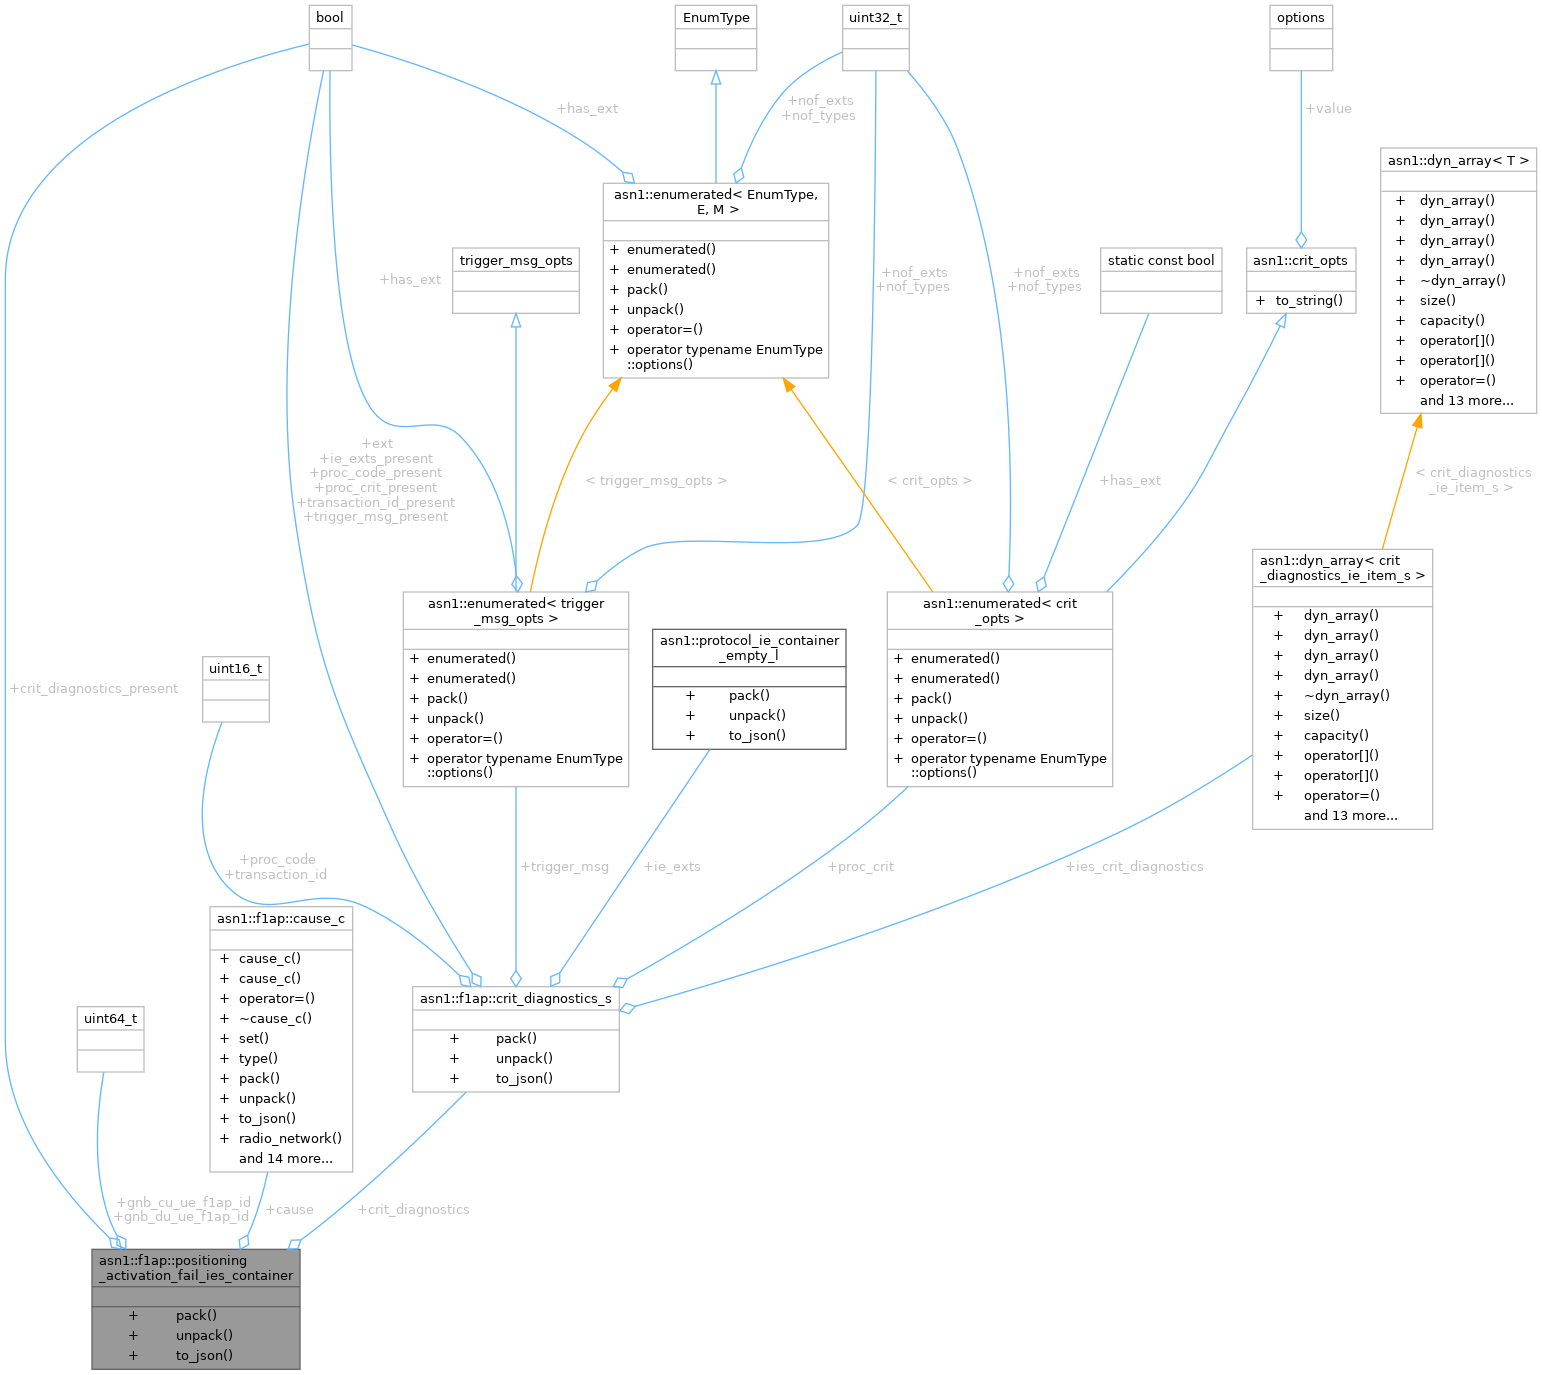 bool
EnumType
uint32_t
options
+has_ext
+nof_exts
+nof_types
+value
asn1::dyn_array< T >
+ dyn_array()
+ dyn_array()
+ dyn_array()
+ dyn_array()
+ ~dyn_array()
+ size()
+ capacity()
+ operator[]()
+ operator[]()
+ operator=()
and 13 more...
asn1::enumerated< EnumType,
E, M >
+ enumerated()
+ enumerated()
+ pack()
+ unpack()
+ operator=()
+ operator typename EnumType
::options()
trigger_msg_opts
static const bool
asn1::crit_opts
+ to_string()
+has_ext
+nof_exts
+nof_types
+nof_exts
+nof_types
+ext
+ie_exts_present
+proc_code_present
+proc_crit_present
+transaction_id_present
+trigger_msg_present
< trigger_msg_opts >
< crit_opts >
+has_ext
< crit_diagnostics
_ie_item_s >
asn1::dyn_array< crit
_diagnostics_ie_item_s >
+ dyn_array()
+ dyn_array()
+ dyn_array()
+ dyn_array()
+ ~dyn_array()
+ size()
+ capacity()
+ operator[]()
+ operator[]()
+ operator=()
and 13 more...
asn1::enumerated< trigger
_msg_opts >
+ enumerated()
+ enumerated()
+ pack()
+ unpack()
+ operator=()
+ operator typename EnumType
::options()
asn1::protocol_ie_container
_empty_l
+ pack()
+ unpack()
+ to_json()
asn1::enumerated< crit
_opts >
+ enumerated()
+ enumerated()
+ pack()
+ unpack()
+ operator=()
+ operator typename EnumType
::options()
uint16_t
+crit_diagnostics_present
+proc_code
+transaction_id
+trigger_msg
+ie_exts
+proc_crit
+ies_crit_diagnostics
asn1::f1ap::cause_c
+ cause_c()
+ cause_c()
+ operator=()
+ ~cause_c()
+ set()
+ type()
+ pack()
+ unpack()
+ to_json()
+ radio_network()
and 14 more...
asn1::f1ap::crit_diagnostics_s
+ pack()
+ unpack()
+ to_json()
uint64_t
+gnb_cu_ue_f1ap_id
+gnb_du_ue_f1ap_id
+cause
+crit_diagnostics
asn1::f1ap::positioning
_activation_fail_ies_container
+ pack()
+ unpack()
+ to_json()